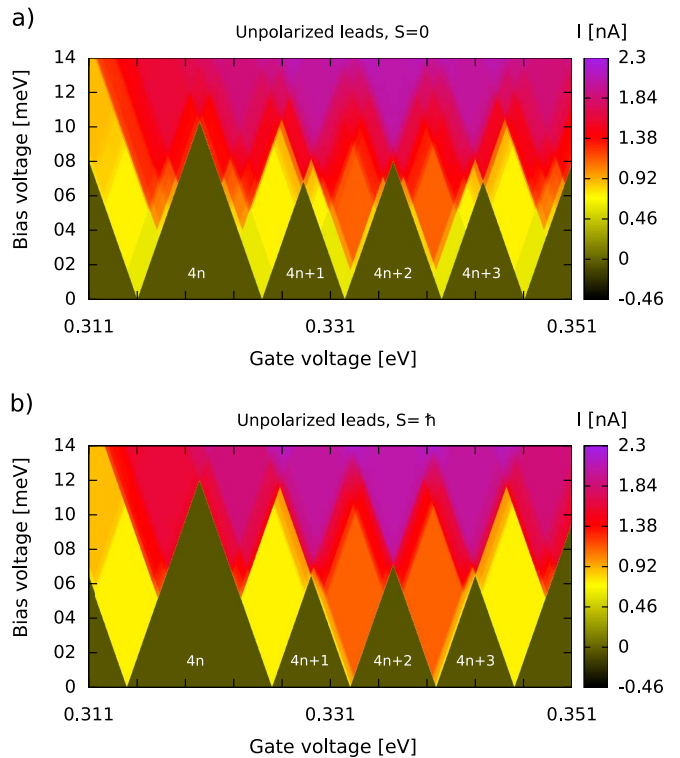 a)
Unpolarized leads, S=0
I [nA]
Bias voltage [meV]
14
12
10
08
06
04
02
0
4n
4n+1
4n+2
4n+3
2.3
1.84
1.38
0.92
0.46
0
-0.46
0.311
0.331
0.351
Gate voltage [eV]
b)
Unpolarized leads, S= ħ
I [nA]
Bias voltage [meV]
14
12
10
08
06
04
02
0
4n
4n+1
4n+2
4n+3
2.3
1.84
1.38
0.92
0.46
0
-0.46
0.311
0.331
0.351
Gate voltage [eV]